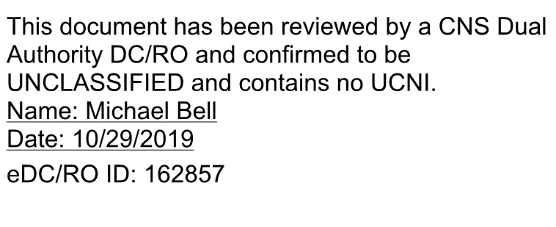 This document has been reviewed by a CNS Dual
Authority DC/RO and confirmed to be
UNCLASSIFIED and contains no UCNI.
Name: Michael Bell
Date: 10/29/2019
eDC/RO ID: 162857